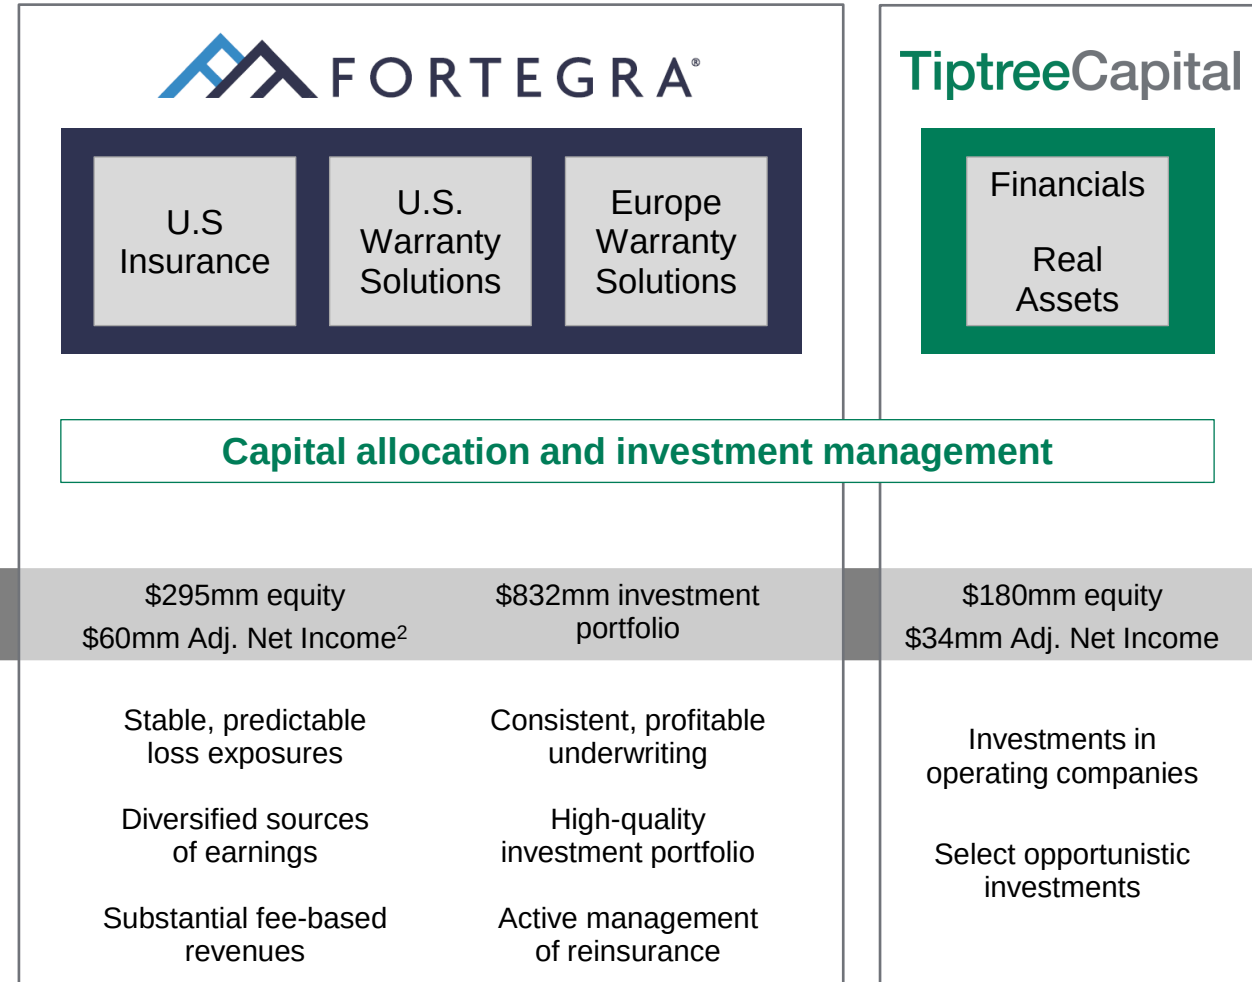 FORTEGRA®
TiptreeCapital
U.S
Insurance
U.S.
Warranty
Solutions
Europe
Warranty
Solutions
Financials
Real
Assets
Capital allocation and investment management
$295mm equity
$60mm Adj. Net Income²
$832mm investment
portfolio
$180mm equity
$34mm Adj. Net Income
Stable, predictable
loss exposures
Diversified sources
of earnings
Substantial fee-based
revenues
Consistent, profitable
underwriting
High-quality
investment portfolio
Active management
of reinsurance
Investments in
operating companies
Select opportunistic
investments